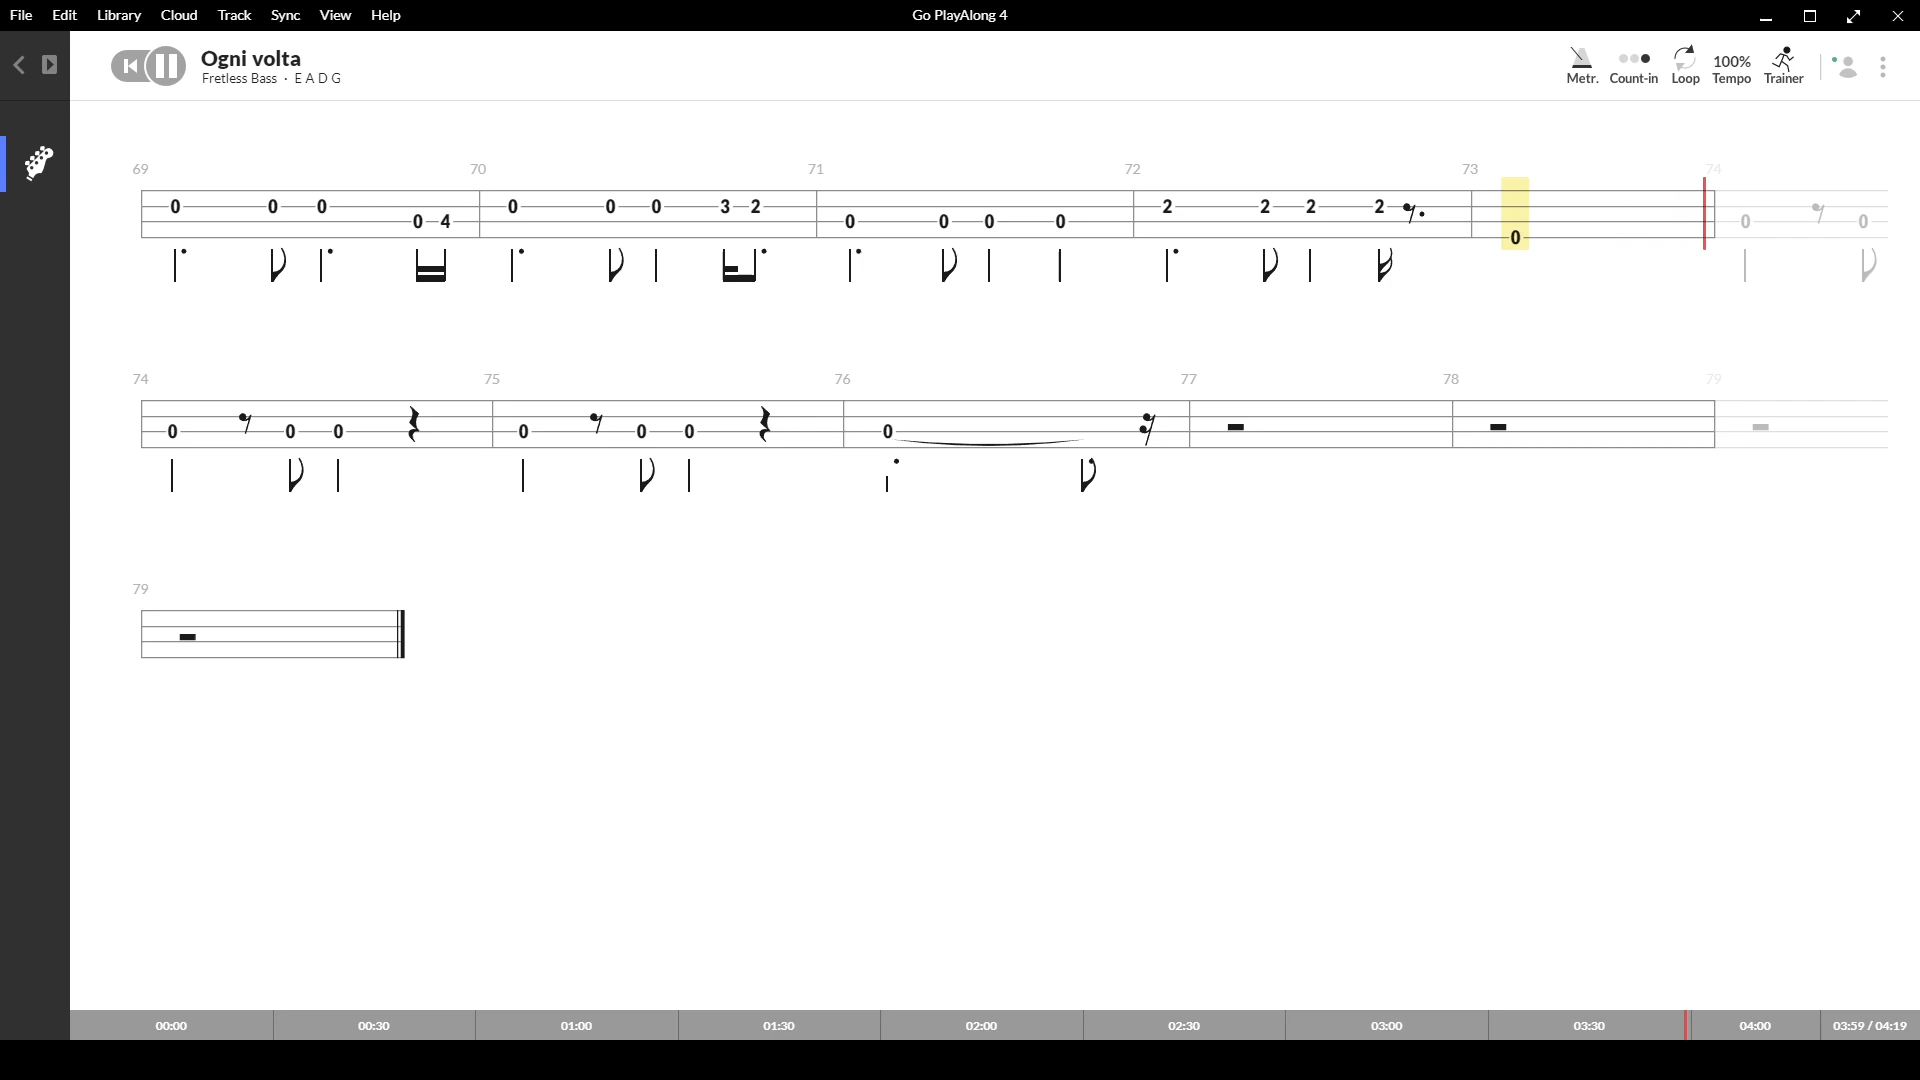 File Edit Library Cloud Track Sync View Help Go PlayAlong 4
Ogni volta
Fretless Bass · E A D G
100%
Metr. Count-in Loop Tempo Trainer
69 70 71 72 73 74
0 0 0 0 4 0 0 0 3 2 0 0 0 0 2 2 2 2 0 0 0
74 75 76 77 78 79
0 0 0 0 0 0 0
79
00:00 00:30 01:00 01:30 02:00 02:30 03:00 03:30 04:00 03:59 / 04:19